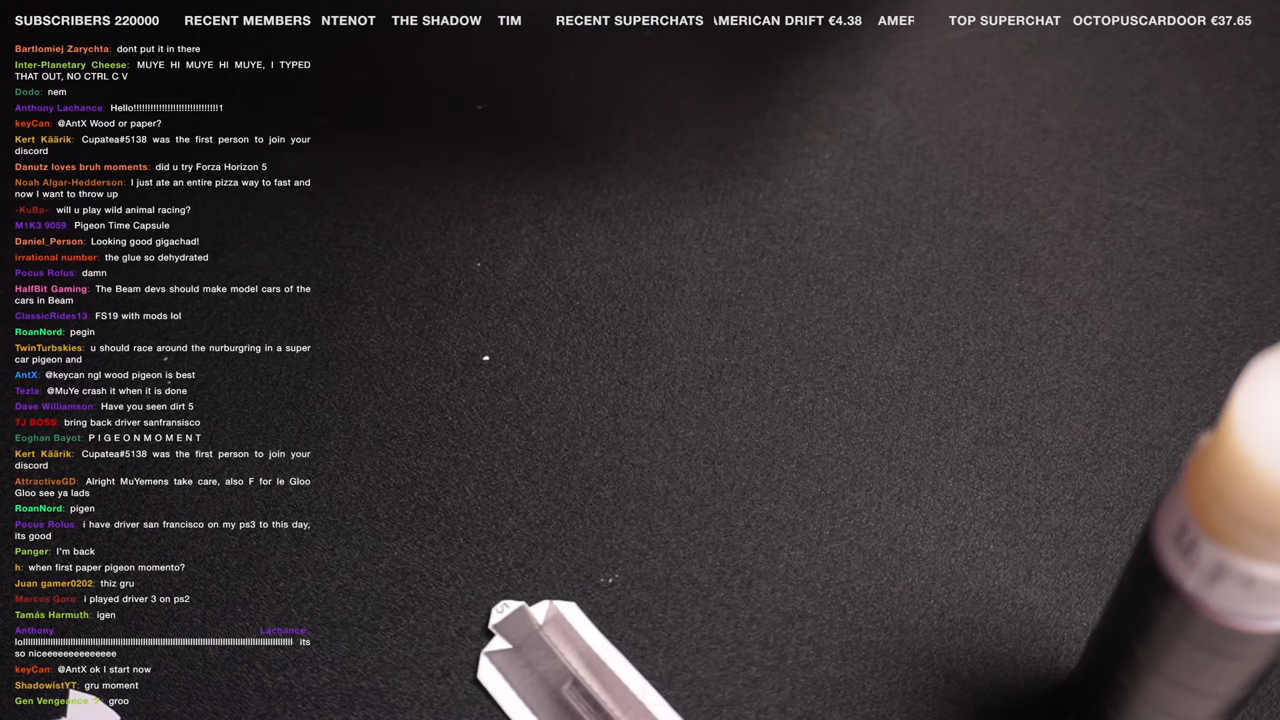 SUBSCRIBERS 220000 RECENT MEMBERS NTENOT THE SHADOW TIM RECENT SUPERCHATS MERICAN DRIFT €4.38 AMER TOP SUPERCHAT OCTOPUSCARDOOR €37.65
Bartlomiej Zarychta: dont put it in there
Inter-Planetary Cheese: MUYE HI MUYE HI MUYE, I TYPED
THAT OUT, NO CTRL C V
Dodo: nem
Anthony Lachance: Hello!!!!!!!!!!!!!!!!!!!!!!!!!!!!!!1
keyCan: @AntX Wood or paper?
Kert Käärik: Cupatea#5138 was the first person to join your
discord
Danutz loves bruh moments: did u try Forza Horizon 5
Noah Algar-Hedderson: I just ate an entire pizza way to fast and
now I want to throw up
-KuBa-: will u play wild animal racing?
M1K3 9059: Pigeon Time Capsule
Daniel_Person: Looking good gigachad!
irrational number: the glue so dehydrated
Pocus Rolus: damn
HalfBit Gaming: The Beam devs should make model cars of the
cars in Beam
ClassicRides13: FS19 with mods lol
RoanNord: pegin
TwinTurbskies: u should race around the nurburgring in a super
car pigeon and
AntX: @keycan ngl wood pigeon is best
Tezla: @MuYe crash it when it is done
Dave Williamson: Have you seen dirt 5
TJ BOSS: bring back driver sanfransisco
Eoghan Bayot: P I G E O N M O M E N T
Kert Käärik: Cupatea#5138 was the first person to join your
discord
AttractiveGD: Alright MuYemens take care, also F for le Gloo
Gloo see ya lads
RoanNord: pigen
Pocus Rolus: i have driver san francisco on my ps3 to this day,
its good
Panger: I'm back
h: when first paper pigeon momento?
Juan gamer0202: thiz gru
Marcos Goro: i played driver 3 on ps2
Tamás Harmuth: igen
Anthony Lachance:
lolllllllllllllllllllllllllllllllllllllllllllllllllllllllllllllllllllllllllllllllllllll its
so niceeeeeeeeeeeeee
keyCan: @AntX ok I start now
ShadowistYT: gru moment
Gen Vengeance ツ: groo
5